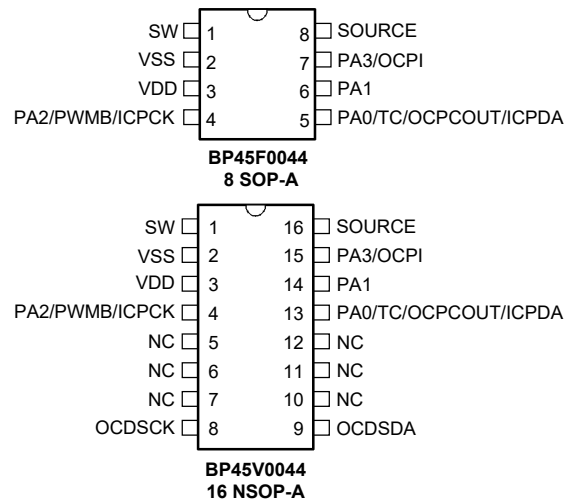 SW 1 8 SOURCE
VSS 2 7 PA3/OCPI
VDD 3 6 PA1
PA2/PWMB/ICPCK 4 5 PA0/TC/OCPCOUT/ICPDA
BP45F0044
8 SOP-A
SW 1 16 SOURCE
VSS 2 15 PA3/OCPI
VDD 3 14 PA1
PA2/PWMB/ICPCK 4 13 PA0/TC/OCPCOUT/ICPDA
NC 5 12 NC
NC 6 11 NC
NC 7 10 NC
OCDSCK 8 9 OCDSDA
BP45V0044
16 NSOP-A